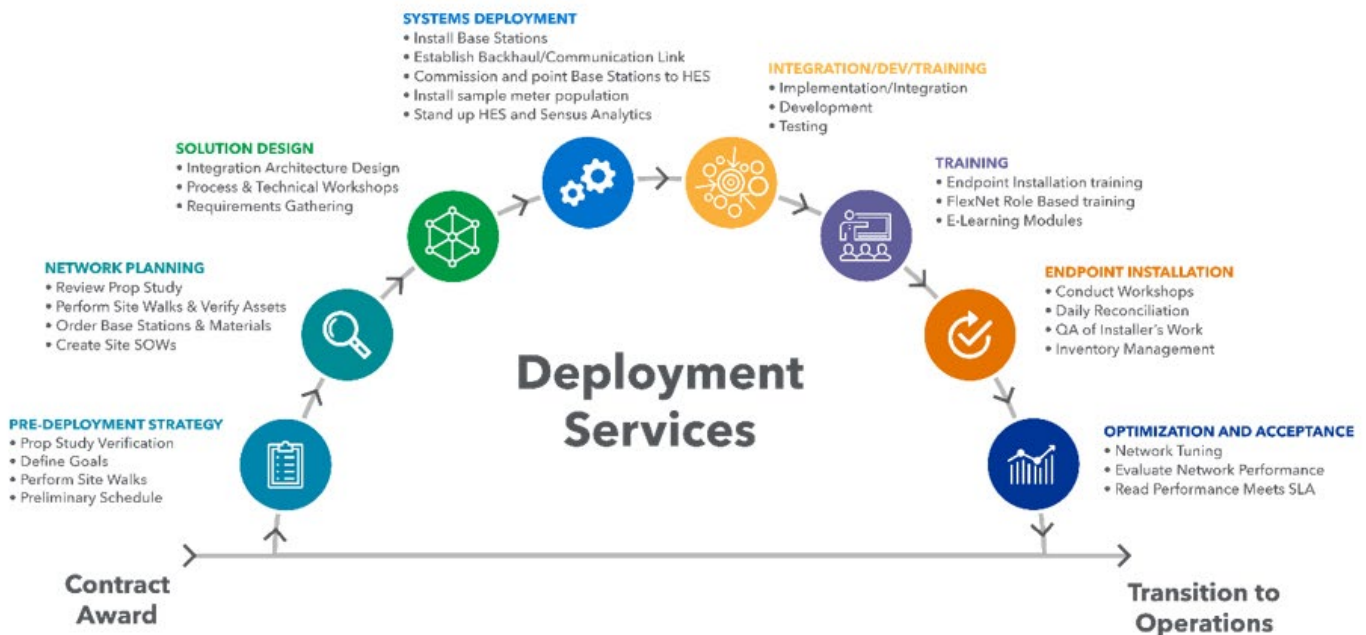 SYSTEMS DEPLOYMENT
• Install Base Stations
• Establish Backhaul/Communication Link
• Commission and point Base Stations to HES
• Install sample meter population
• Stand up HES and Sensus Analytics
INTEGRATION/DEV/TRAINING
• Implementation/Integration
• Development
• Testing
SOLUTION DESIGN
• Integration Architecture Design
• Process & Technical Workshops
• Requirements Gathering
TRAINING
• Endpoint Installation training
• FlexNet Role Based training
• E-Learning Modules
NETWORK PLANNING
• Review Prop Study
• Perform Site Walks & Verify Assets
• Order Base Stations & Materials
• Create Site SOWs
ENDPOINT INSTALLATION
• Conduct Workshops
• Daily Reconciliation
• QA of Installer's Work
• Inventory Management
Deployment
Services
PRE-DEPLOYMENT STRATEGY
• Prop Study Verification
• Define Goals
• Perform Site Walks
• Preliminary Schedule
OPTIMIZATION AND ACCEPTANCE
• Network Tuning
• Evaluate Network Performance
• Read Performance Meets SLA
Contract
Award
Transition to
Operations